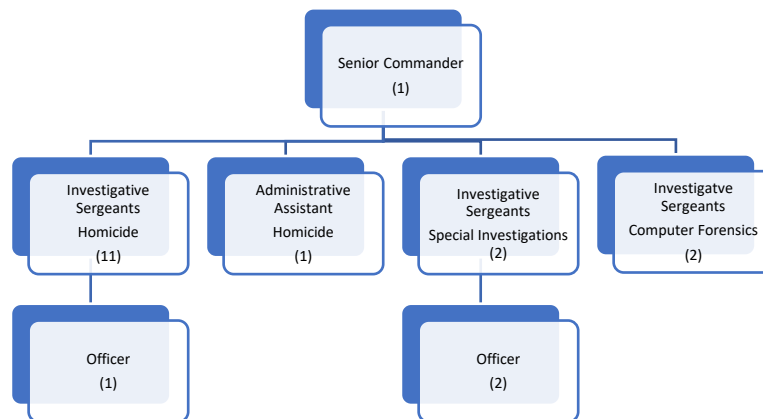 Senior Commander
(1)
Investigative
Sergeants
Homicide
(11)
Administrative
Assistant
Homicide
(1)
Investigative
Sergeants
Special Investigations
(2)
Investigative
Sergeants
Computer Forensics
(2)
Officer
(1)
Officer
(2)